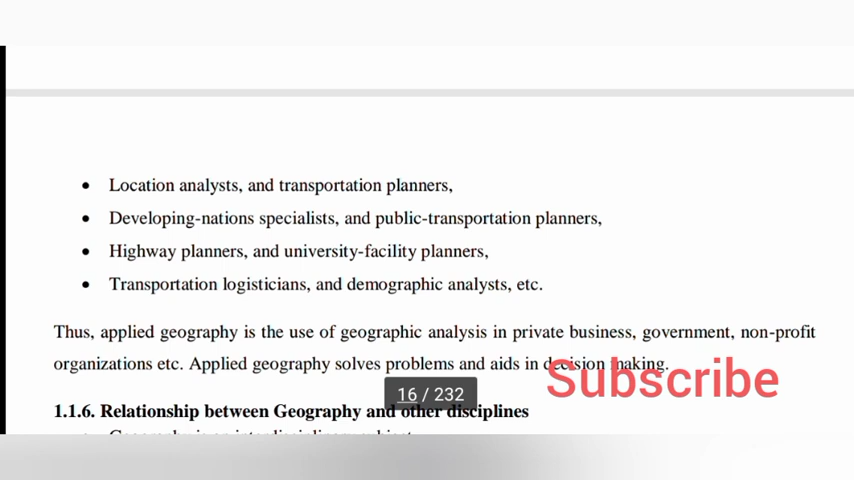 • Location analysts, and transportation planners,
• Developing-nations specialists, and public-transportation planners,
• Highway planners, and university-facility planners,
• Transportation logisticians, and demographic analysts, etc.
Thus, applied geography is the use of geographic analysis in private business, government, non-profit
organizations etc. Applied geography solves problems and aids in decision making.
Subscribe
16 / 232
1.1.6. Relationship between Geography and other disciplines